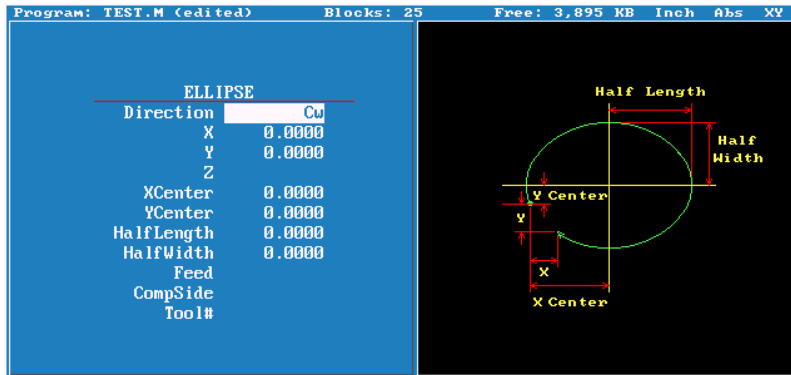 Program: TEST.M (edited) Blocks: 25 Free: 3,895 KB Inch Abs XY
ELLIPSE
Direction Cw
X 0.0000
Y 0.0000
Z
XCenter 0.0000
YCenter 0.0000
HalfLength 0.0000
HalfWidth 0.0000
Feed
CompSide
Tool#
Half Length
Half
Width
Y Center
Y
X
X Center